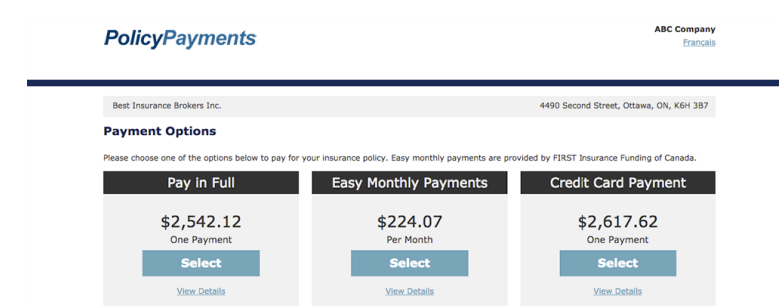 PolicyPayments
ABC Company
Français
Best Insurance Brokers Inc.
4490 Second Street, Ottawa, ON, K6H 3B7
Payment Options
Please choose one of the options below to pay for your insurance policy. Easy monthly payments are provided by FIRST Insurance Funding of Canada.
Pay in Full
$2,542.12
One Payment
Select
View Details
Easy Monthly Payments
$224.07
Per Month
Select
View Details
Credit Card Payment
$2,617.62
One Payment
Select
View Details